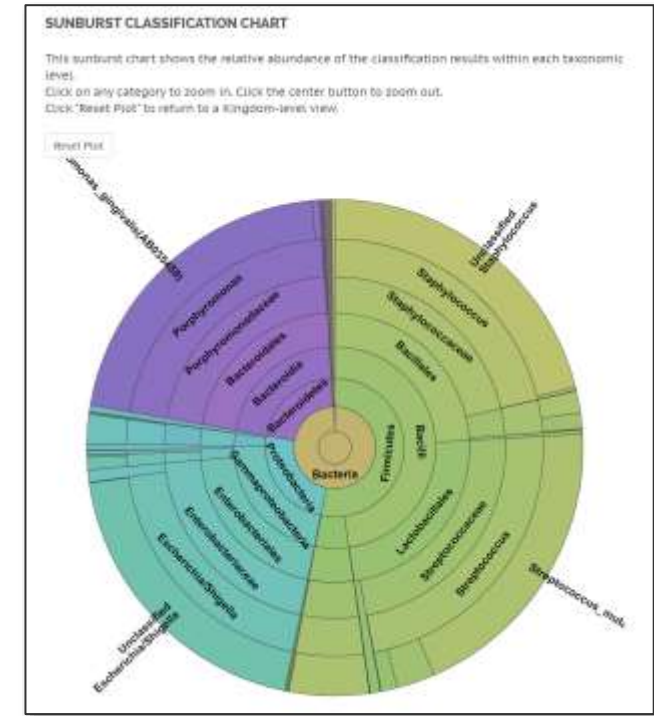 SUNBURST CLASSIFICATION CHART
This sunburst chart shows the relative abundance of the classification results within each taxonomic
level.
Click on any category to zoom in. Click the center button to zoom out.
Click "Reset Plot" to return to a Kingdom-level view.
Reset Plot
Unclassified
Staphylococcus
Staphylococcus
Staphylococcaceae
Bacillales
Bacilli
Firmicutes
Lactobacillales
Streptococcaceae
Streptococcus
Streptococcus_mut
Porphyromonas
Porphyromonadaceae
Bacteroidales
Bacteroidia
Bacteroidetes
Bacteria
Proteobacteria
Gammaproteobacteria
Enterobacteriales
Enterobacteriaceae
Escherichia/Shigella
Unclassified
Escherichia/Shigella